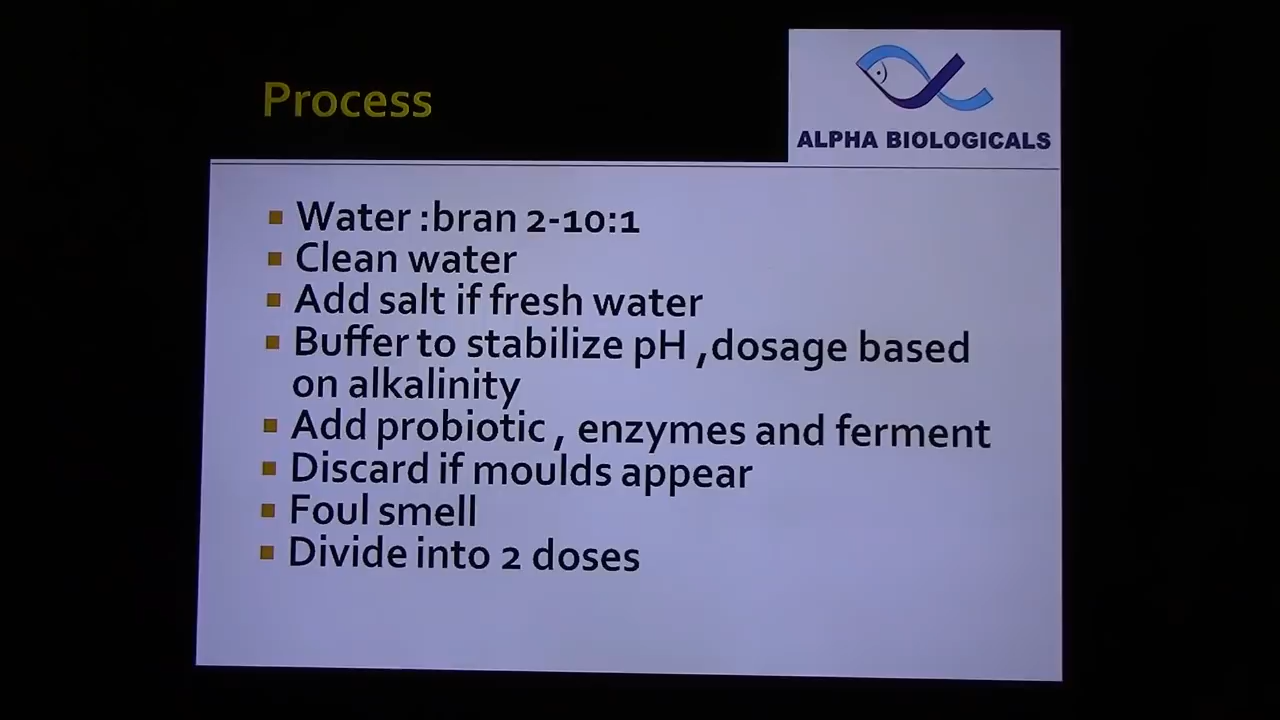 Process
ALPHA BIOLOGICALS
Water :bran 2-10:1
Clean water
Add salt if fresh water
Buffer to stabilize pH ,dosage based
on alkalinity
Add probiotic , enzymes and ferment
Discard if moulds appear
Foul smell
Divide into 2 doses